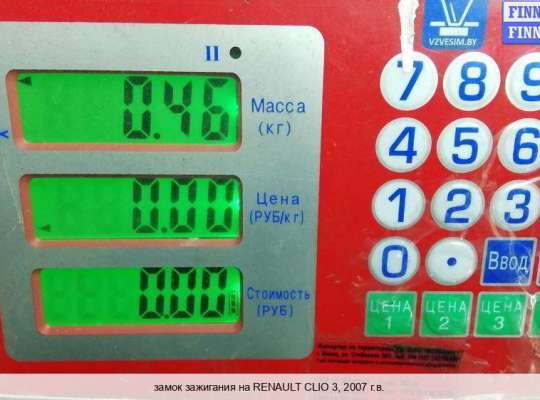 II
0.46
Масса
(кг)
0.00
Цена
(РУБ/кг)
0.00
Стоимость
(РУБ)
VZVESIM.BY
FINN
FINN
7 8 9
4 5 6
1 2 3
0 . Ввод
ЦЕНА 1
ЦЕНА 2
ЦЕНА 3
замок зажигания на RENAULT CLIO 3, 2007 г.в.